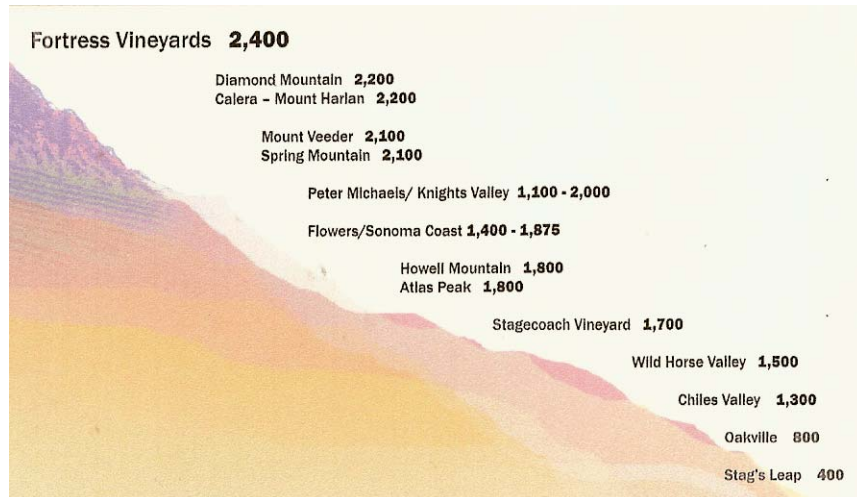 Fortress Vineyards 2,400
Diamond Mountain 2,200
Calera – Mount Harlan 2,200
Mount Veeder 2,100
Spring Mountain 2,100
Peter Michaels/ Knights Valley 1,100 - 2,000
Flowers/Sonoma Coast 1,400 - 1,875
Howell Mountain 1,800
Atlas Peak 1,800
Stagecoach Vineyard 1,700
Wild Horse Valley 1,500
Chiles Valley 1,300
Oakville 800
Stag's Leap 400